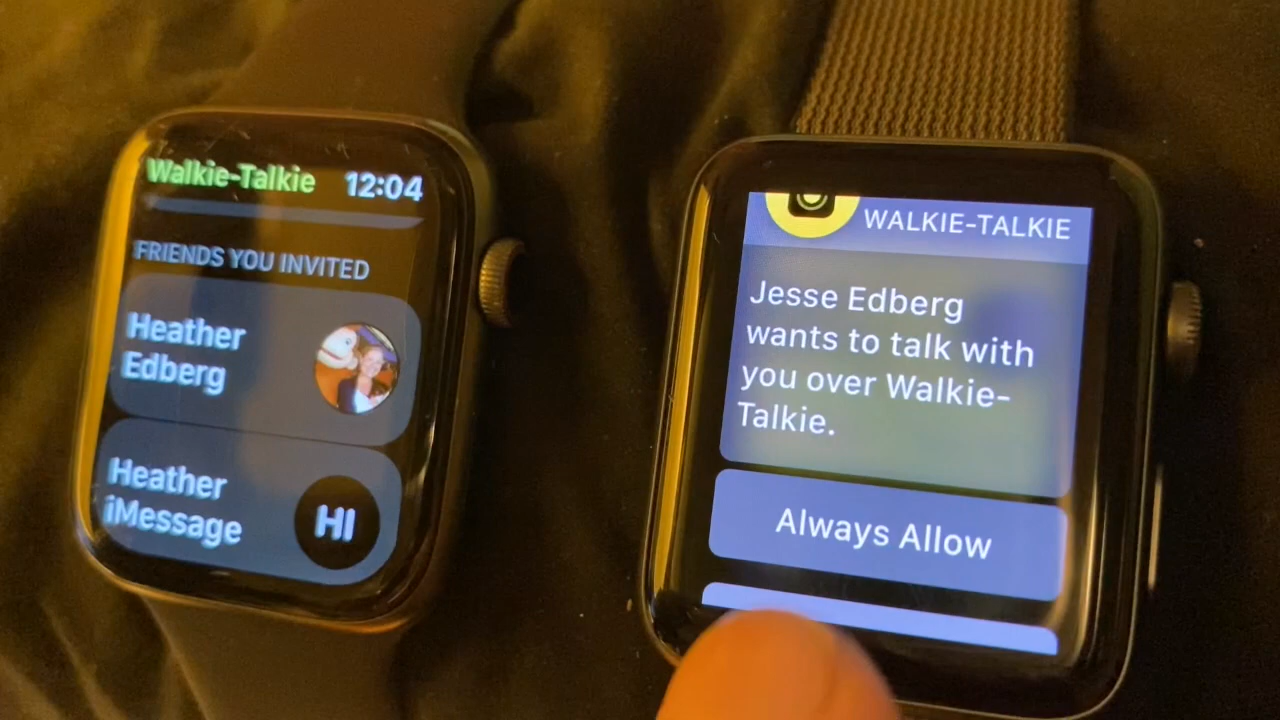 Walkie-Talkie 12:04
FRIENDS YOU INVITED
Heather
Edberg
Heather
iMessage
HI
WALKIE-TALKIE
Jesse Edberg
wants to talk with
you over Walkie-
Talkie.
Always Allow